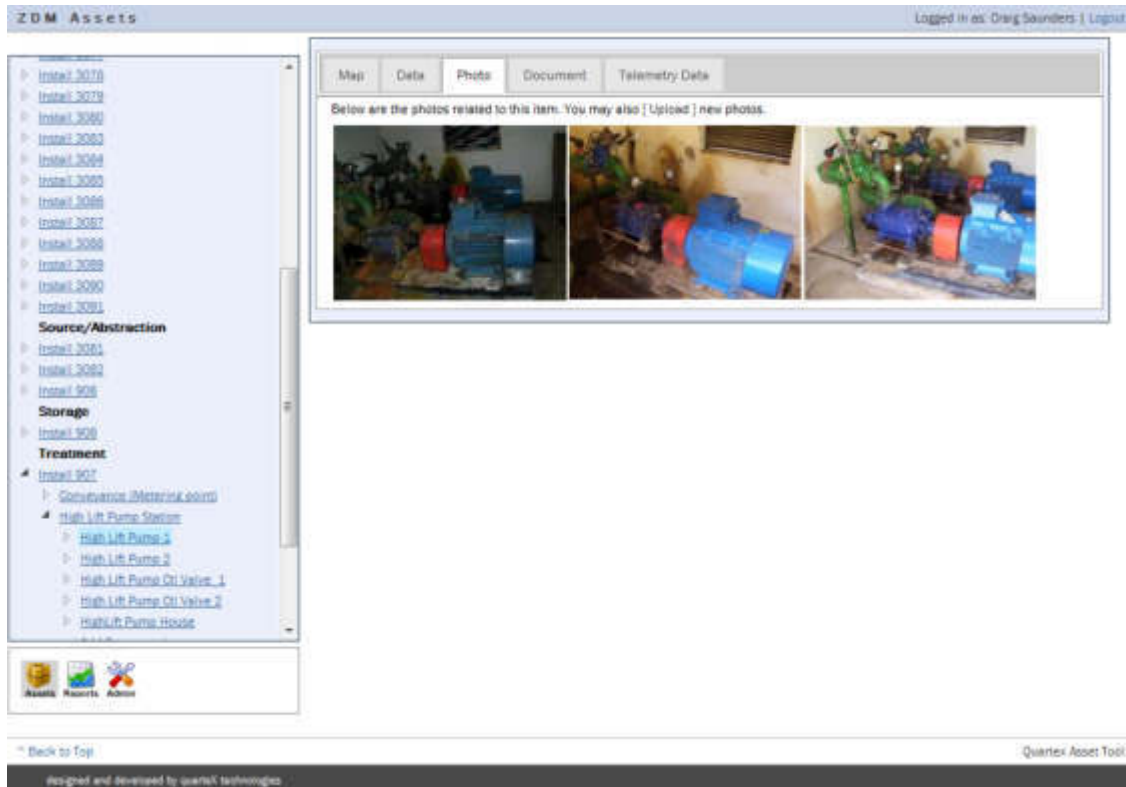 ZDM Assets
Logged in as: Craig Saunders | Logout
Install 3078
Install 3079
Install 3080
Install 3083
Install 3084
Install 3085
Install 3086
Install 3087
Install 3088
Install 3089
Install 3090
Install 3091
Source/Abstraction
Install 3081
Install 3082
Install 906
Storage
Install 908
Treatment
Install 907
Conveyance (Metering point)
High Lift Pump Station
High Lift Pump 1
High Lift Pump 2
High Lift Pump Ctl Valve 1
High Lift Pump Ctl Valve 2
HighLift Pump House
Map
Data
Photo
Document
Telemetry Data
Below are the photos related to this item. You may also [ Upload ] new photos.
Assets Reports Admin
^ Back to Top
Quartex Asset Tool
designed and developed by quarteX technologies